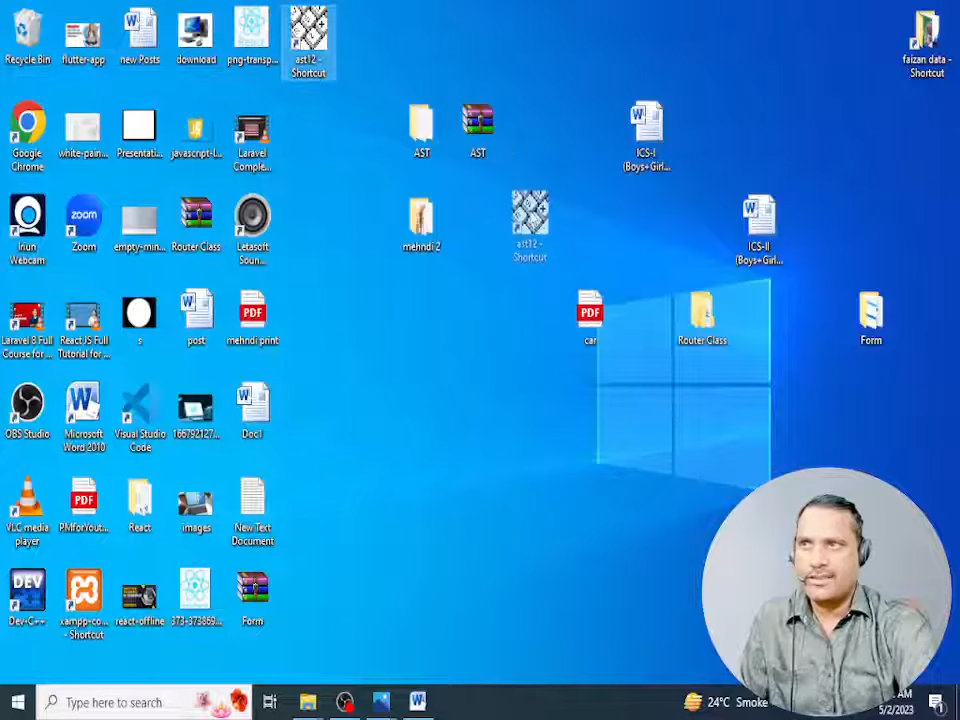 Recycle Bin
flutter-app
new Posts
download
png-transp...
ast12 -
Shortcut
faizan data -
Shortcut
Google
Chrome
white-pain...
Presentati...
javascript-l...
Laravel
Comple...
AST
AST
ICS-I
(Boys+Girl...
Iriun
Webcam
zoom
Zoom
empty-min...
Router Class
Letasoft
Soun...
mehndi 2
ast12 -
Shortcut
ICS-II
(Boys+Girl...
Laravel 8 Full
Course for ...
React JS Full
Tutorial for ...
s
post
PDF
mehndi print
PDF
car
Router Class
Form
OBS Studio
Microsoft
Word 2010
Visual Studio
Code
166792127...
Doc1
VLC media
player
PDF
PMforYout...
React
images
New Text
Document
DEV
Dev-C++
xampp-co...
- Shortcut
react-offline
373-373869...
Form
Type here to search
24°C Smoke
AM
5/2/2023